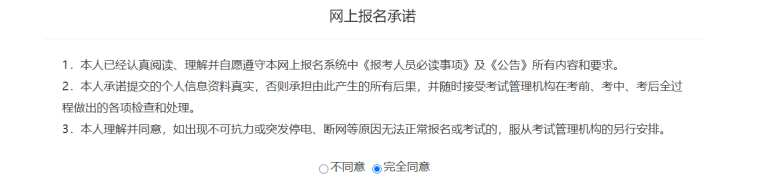 网上报名承诺
1．本人已经认真阅读、理解并自愿遵守本网上报名系统中《报考人员必读事项》及《公告》所有内容和要求。
2．本人承诺提交的个人信息资料真实，否则承担由此产生的所有后果，并随时接受考试管理机构在考前、考中、考后全过
程做出的各项检查和处理。
3．本人理解并同意，如出现不可抗力或突发停电、断网等原因无法正常报名或考试的，服从考试管理机构的另行安排。
不同意 完全同意